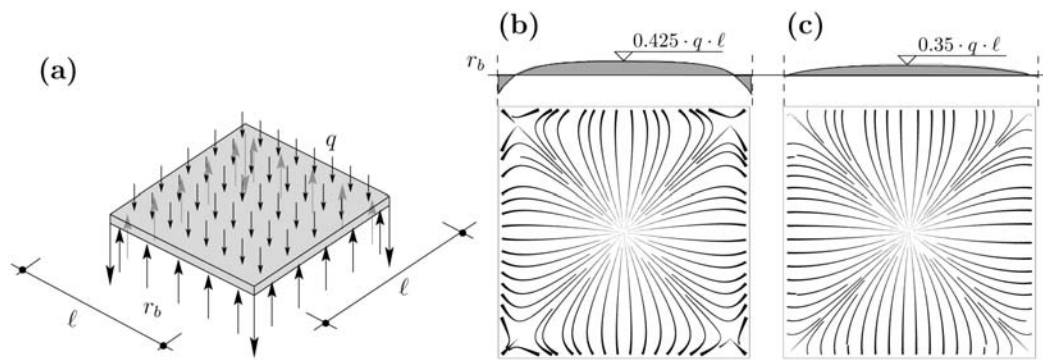 (a)
q
r_b
ℓ
ℓ
(b)
0.425 · q · ℓ
r_b
(c)
0.35 · q · ℓ